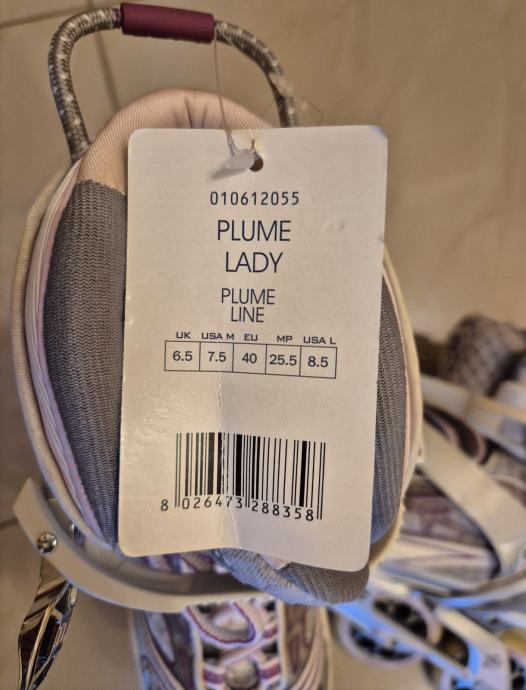 010612055
PLUME
LADY
PLUME
LINE
UK USA M EU MP USA L
6.5 7.5 40 25.5 8.5
8 026473 288358